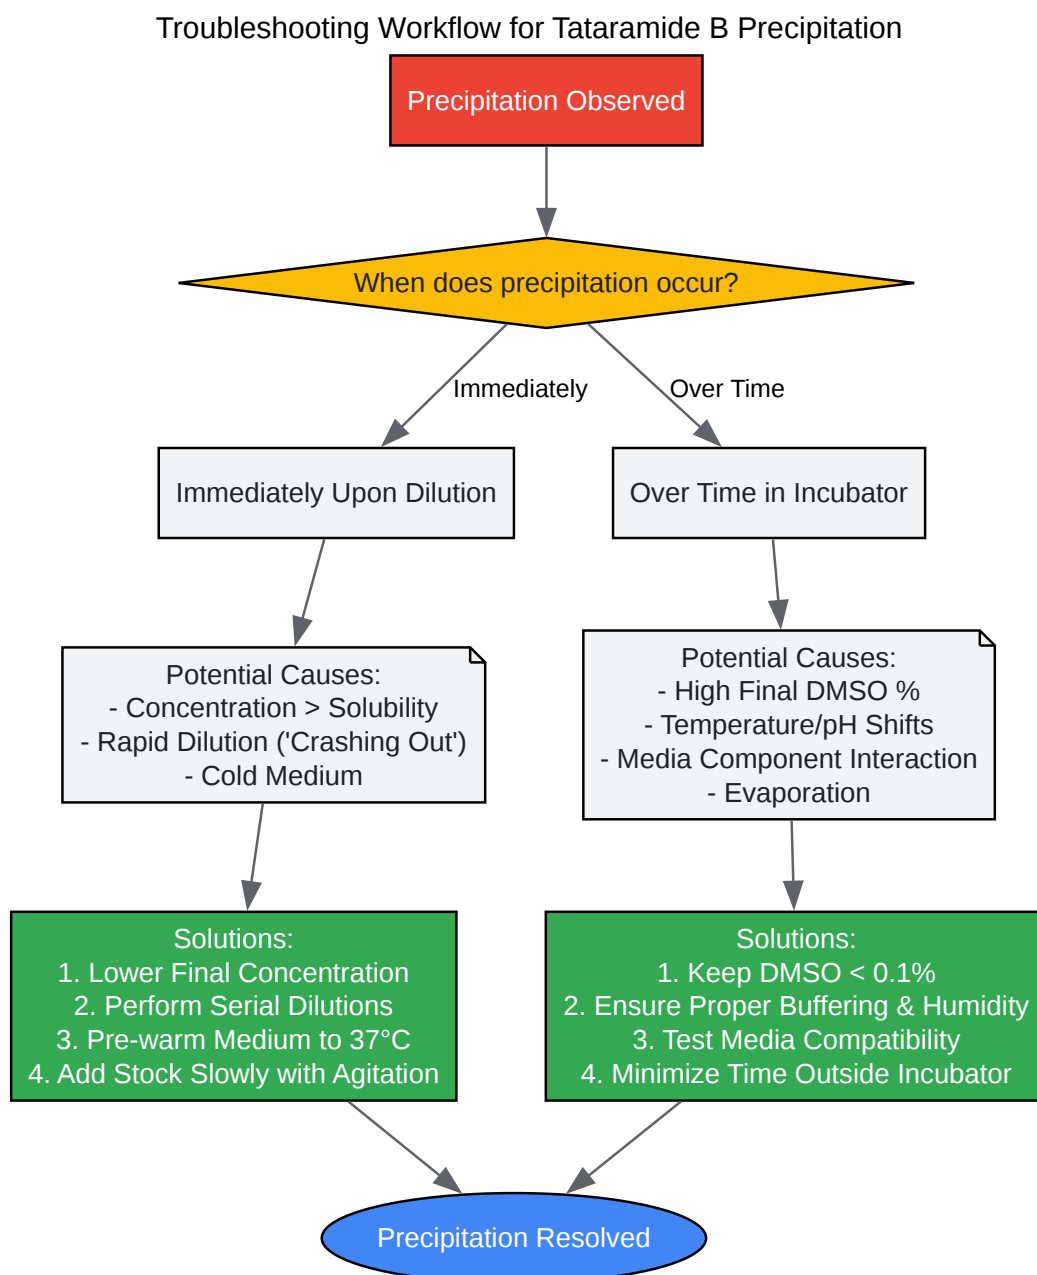 Troubleshooting Workflow for Tataramide B Precipitation
Precipitation Observed
When does precipitation occur?
Immediately
Over Time
Immediately Upon Dilution
Over Time in Incubator
Potential Causes:
- Concentration > Solubility
- Rapid Dilution ('Crashing Out')
- Cold Medium
Potential Causes:
- High Final DMSO %
- Temperature/pH Shifts
- Media Component Interaction
- Evaporation
Solutions:
1. Lower Final Concentration
2. Perform Serial Dilutions
3. Pre-warm Medium to 37°C
4. Add Stock Slowly with Agitation
Solutions:
1. Keep DMSO < 0.1%
2. Ensure Proper Buffering & Humidity
3. Test Media Compatibility
4. Minimize Time Outside Incubator
Precipitation Resolved